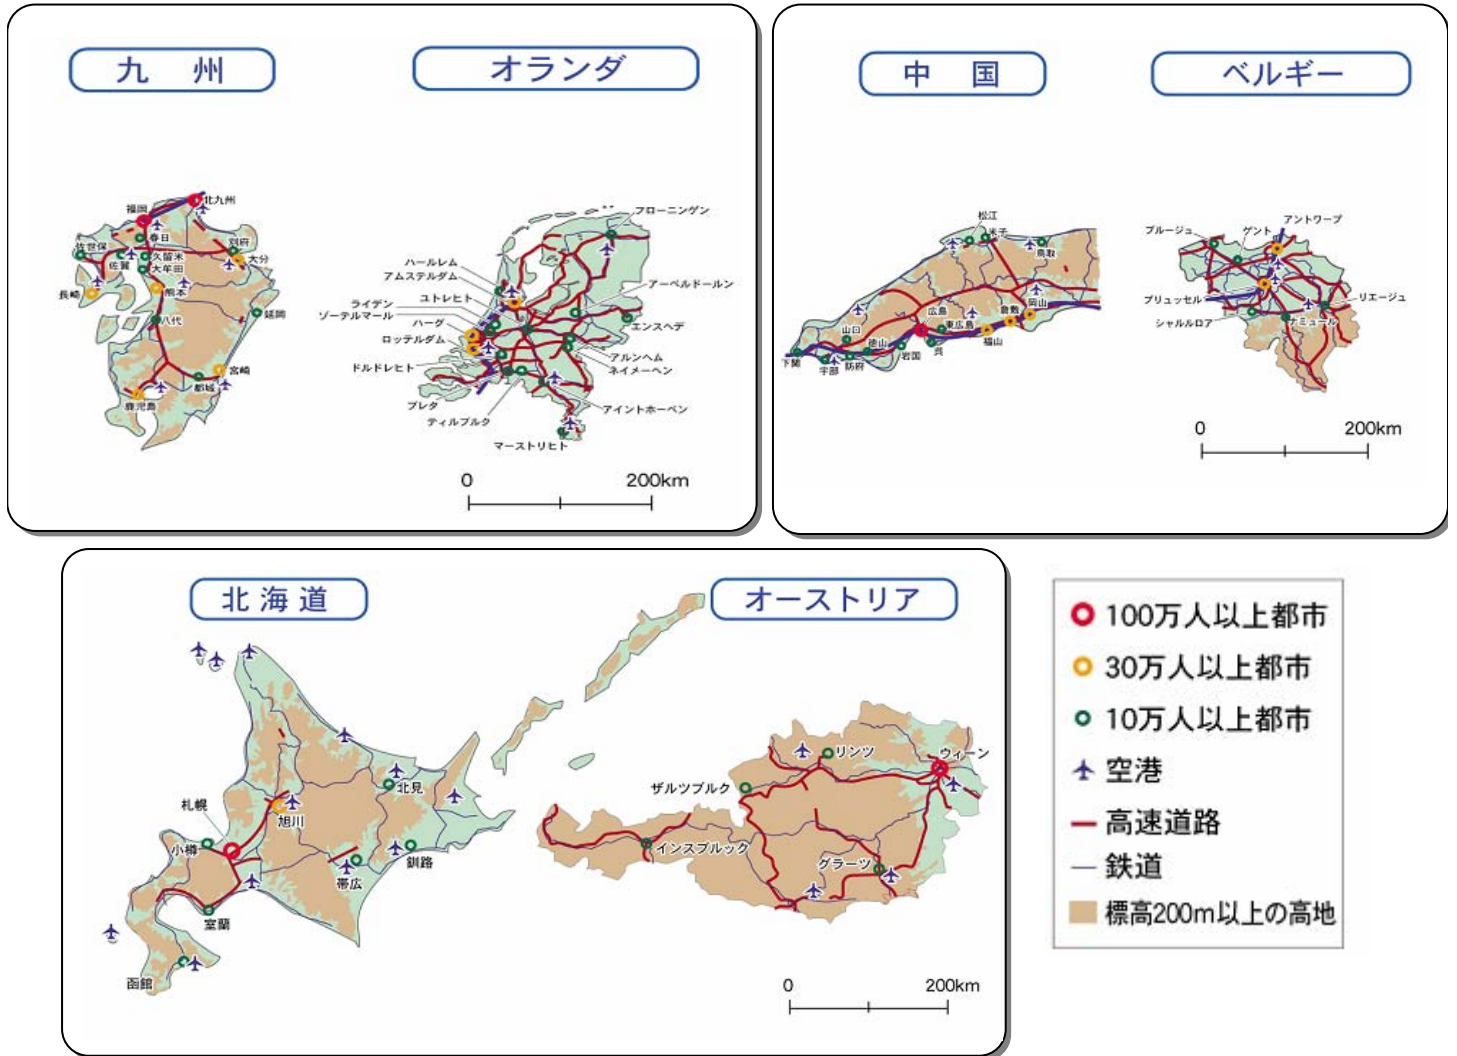 九 州
オランダ
北九州
福岡
春日
佐世保
佐賀
久留米
大牟田
別府
大分
長崎
熊本
八代
延岡
宮崎
都城
鹿児島
フローニンゲン
ハールレム
アムステルダム
ユトレヒト
アーペルドールン
ライデン
ゾーテルマール
ハーグ
エンスヘデ
ロッテルダム
アルンヘム
ドルドレヒト
ネイメーヘン
ブレダ
アイントホーベン
ティルブルク
マーストリヒト
0 200km
中 国
ベルギー
松江
米子
鳥取
岡山
倉敷
広島
東広島
福山
山口
徳山
呉
岩国
下関
宇部
防府
アントワープ
ブルージュ
ゲント
ブリュッセル
リエージュ
シャルルロア
ナミュール
0 200km
北 海 道
オーストリア
北見
札幌
旭川
小樽
釧路
帯広
室蘭
函館
リンツ
ウィーン
ザルツブルク
インスブルック
グラーツ
0 200km
100万人以上都市
30万人以上都市
10万人以上都市
空港
高速道路
鉄道
標高200m以上の高地